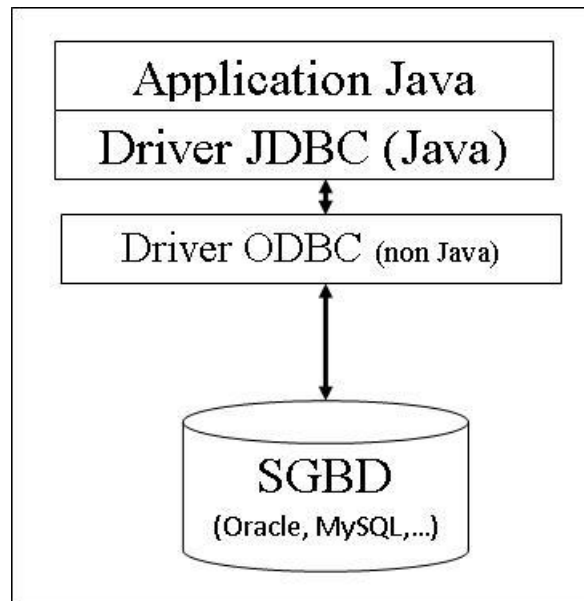 Application Java
Driver JDBC (Java)
Driver ODBC (non Java)
SGBD
(Oracle, MySQL,...)